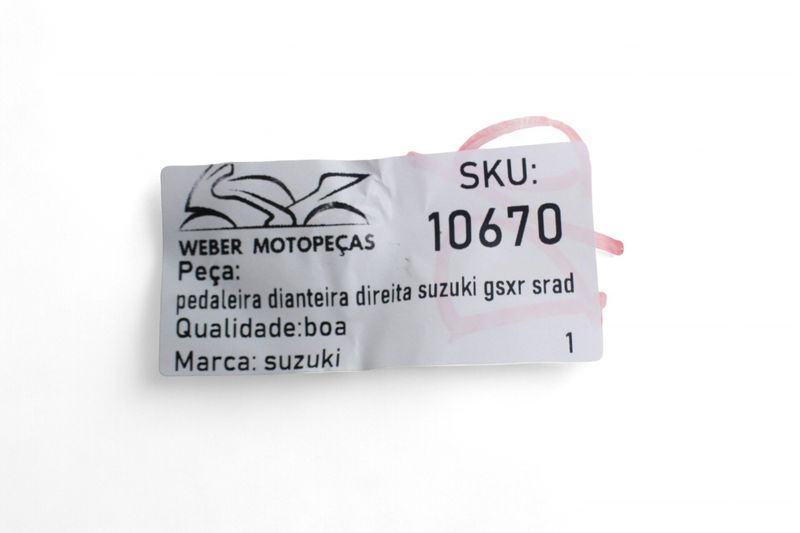 WEBER MOTOPEÇAS
SKU:
10670
Peça:
pedaleira dianteira direita suzuki gsxr srad
Qualidade:boa
Marca: suzuki
1